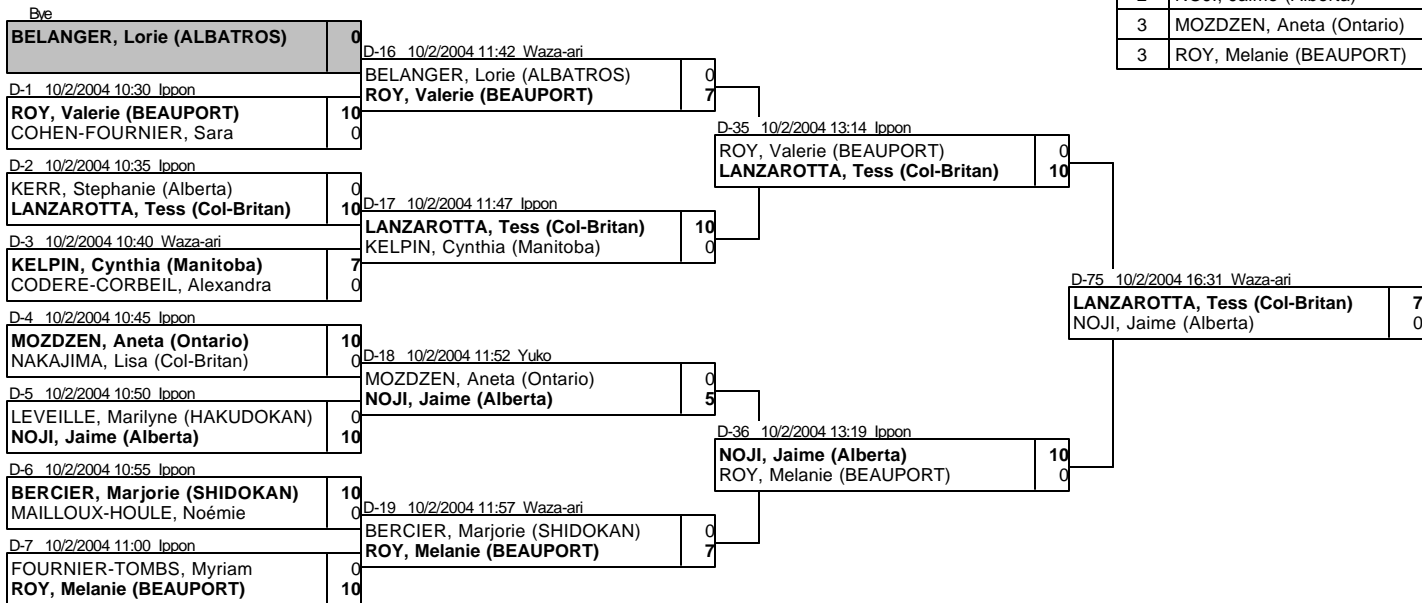 Bye
BELANGER, Lorie (ALBATROS) 0
D-1 10/2/2004 10:30 Ippon
ROY, Valerie (BEAUPORT) 10
COHEN-FOURNIER, Sara 0
D-2 10/2/2004 10:35 Ippon
KERR, Stephanie (Alberta) 0
LANZAROTTA, Tess (Col-Britan) 10
D-3 10/2/2004 10:40 Waza-ari
KELPIN, Cynthia (Manitoba) 7
CODERE-CORBEIL, Alexandra 0
D-4 10/2/2004 10:45 Ippon
MOZDZEN, Aneta (Ontario) 10
NAKAJIMA, Lisa (Col-Britan) 0
D-5 10/2/2004 10:50 Ippon
LEVEILLE, Marilyne (HAKUDOKAN) 0
NOJI, Jaime (Alberta) 10
D-6 10/2/2004 10:55 Ippon
BERCIER, Marjorie (SHIDOKAN) 10
MAILLOUX-HOULE, Noémie 0
D-7 10/2/2004 11:00 Ippon
FOURNIER-TOMBS, Myriam 0
ROY, Melanie (BEAUPORT) 10
D-16 10/2/2004 11:42 Waza-ari
BELANGER, Lorie (ALBATROS) 0
ROY, Valerie (BEAUPORT) 7
D-17 10/2/2004 11:47 Ippon
LANZAROTTA, Tess (Col-Britan) 10
KELPIN, Cynthia (Manitoba) 0
D-18 10/2/2004 11:52 Yuko
MOZDZEN, Aneta (Ontario) 0
NOJI, Jaime (Alberta) 5
D-19 10/2/2004 11:57 Waza-ari
BERCIER, Marjorie (SHIDOKAN) 0
ROY, Melanie (BEAUPORT) 7
D-35 10/2/2004 13:14 Ippon
ROY, Valerie (BEAUPORT) 0
LANZAROTTA, Tess (Col-Britan) 10
D-36 10/2/2004 13:19 Ippon
NOJI, Jaime (Alberta) 10
ROY, Melanie (BEAUPORT) 0
D-75 10/2/2004 16:31 Waza-ari
LANZAROTTA, Tess (Col-Britan) 7
NOJI, Jaime (Alberta) 0
2 NOJI, Jaime (Alberta)
3 MOZDZEN, Aneta (Ontario)
3 ROY, Melanie (BEAUPORT)